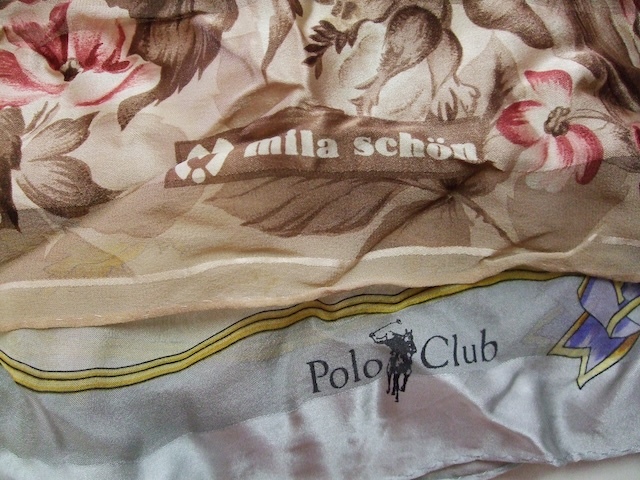 mila schön
Polo Club